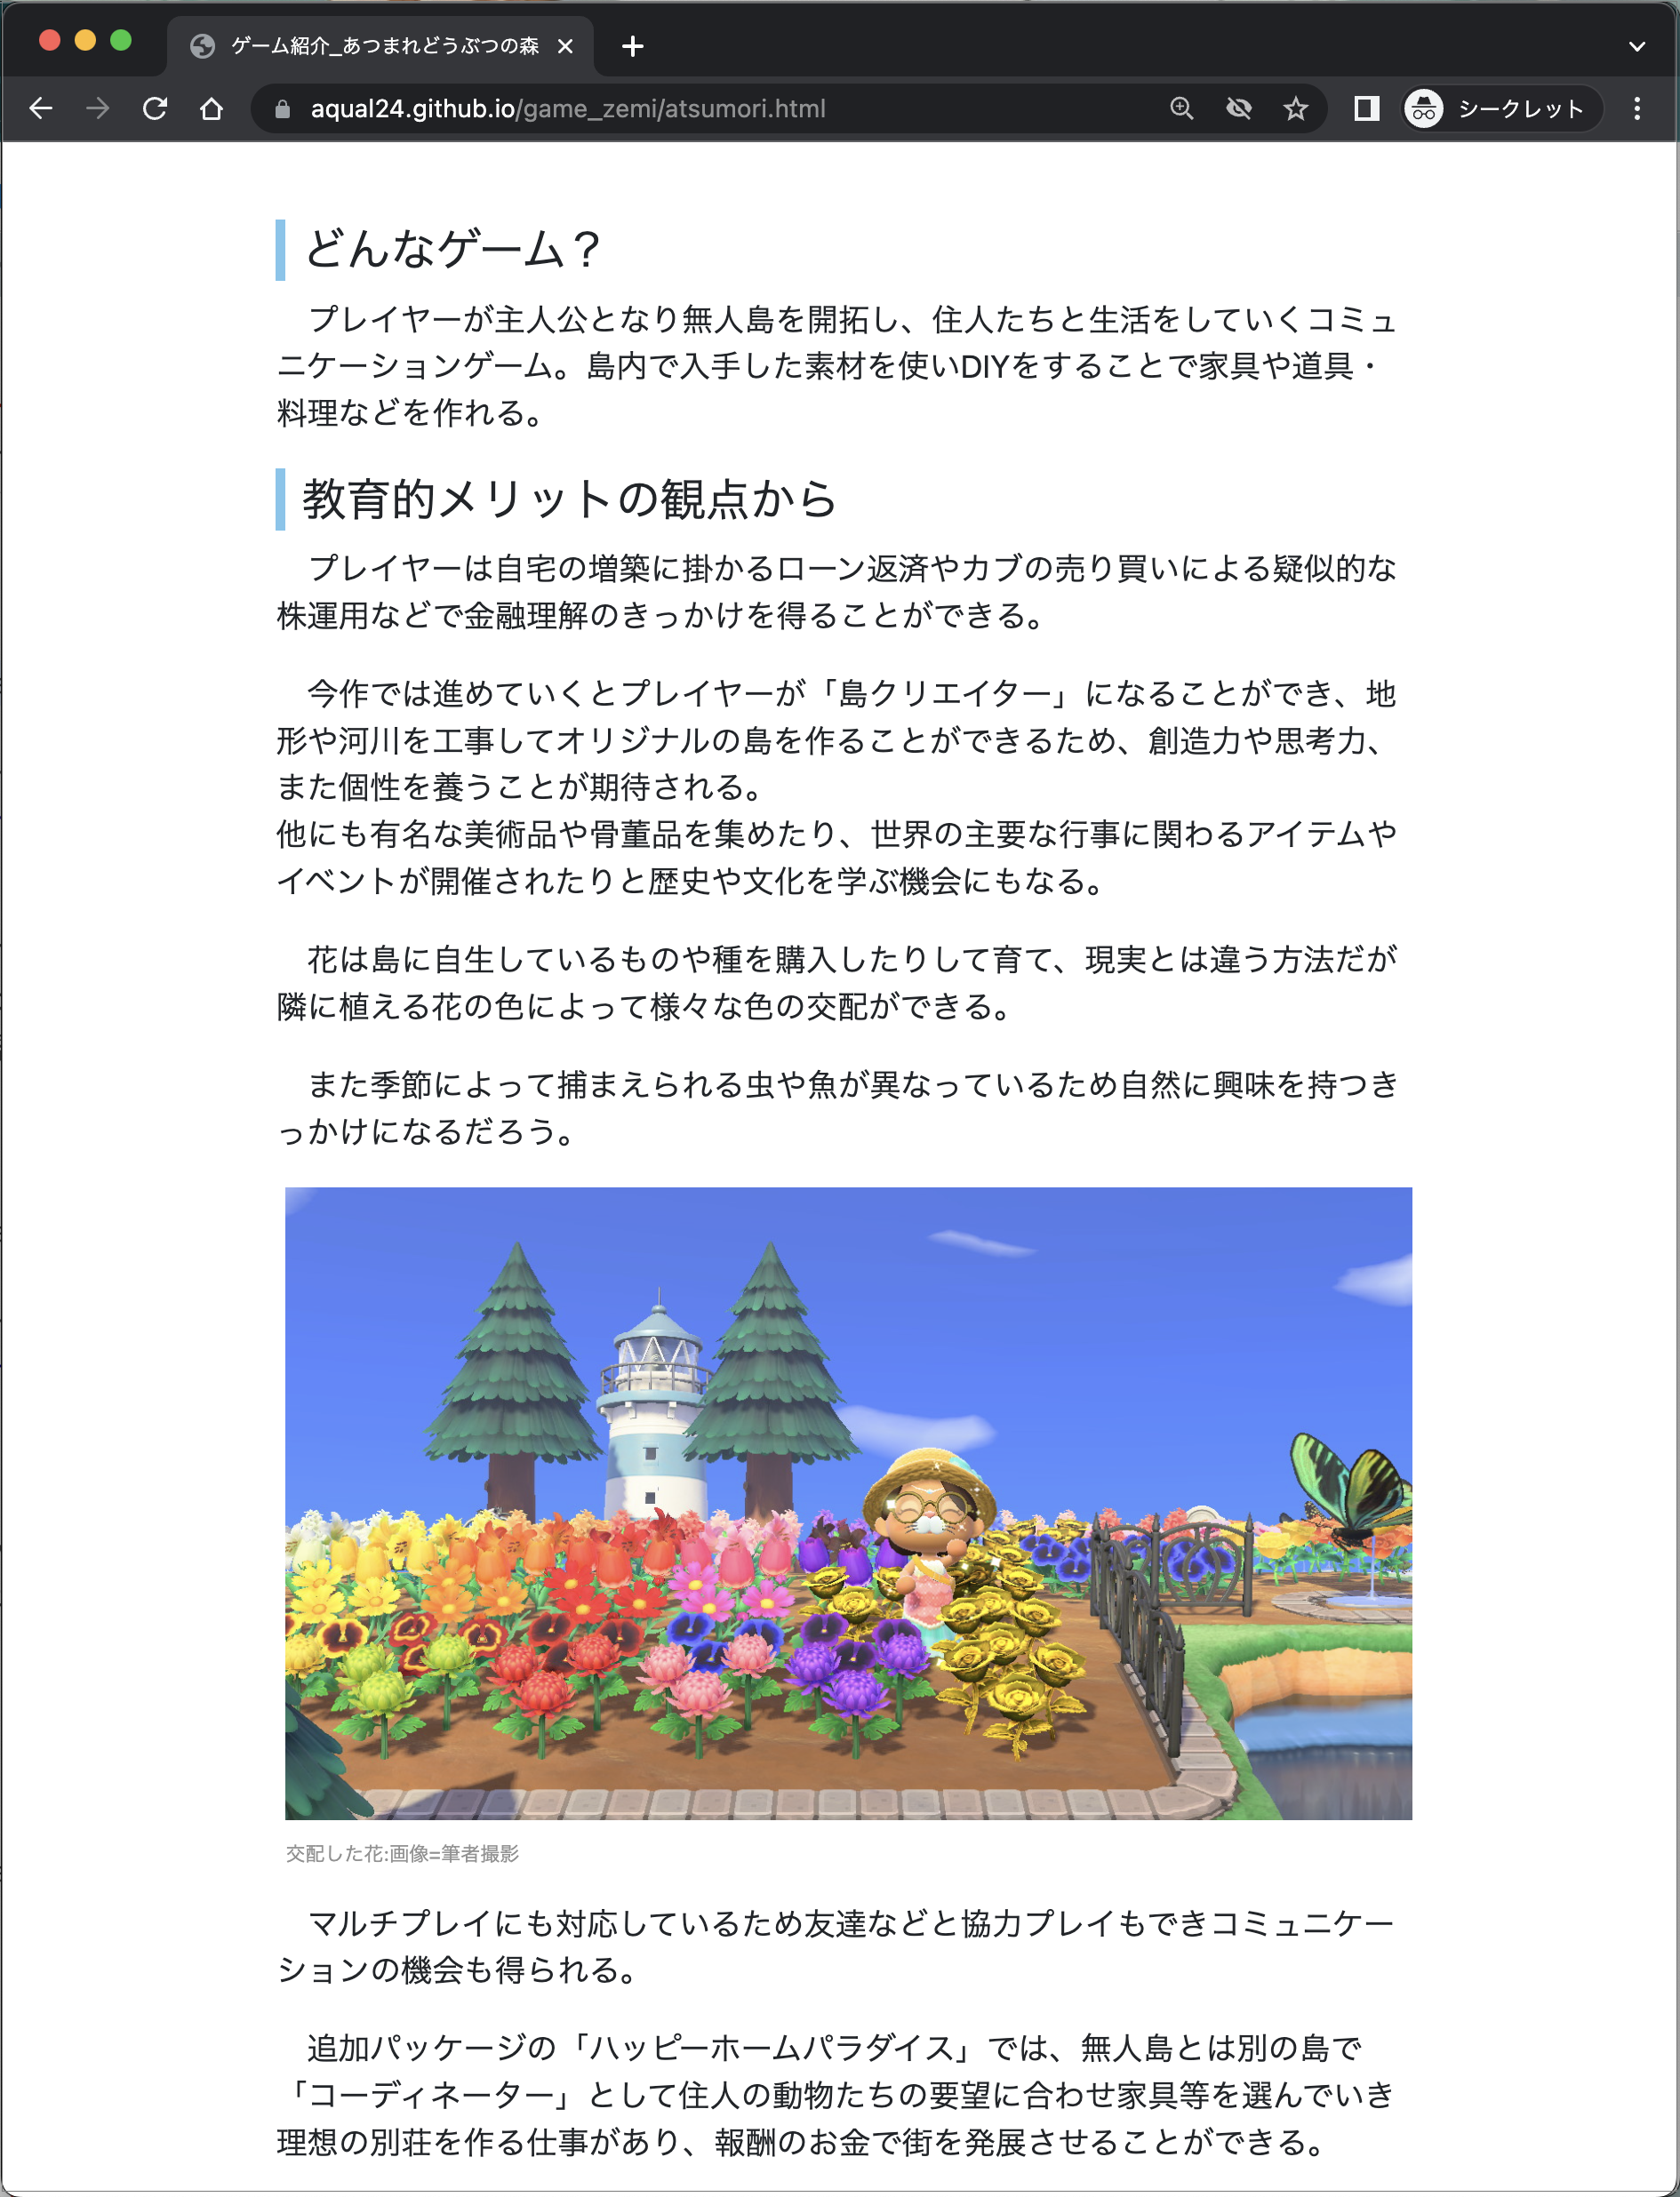 ゲーム紹介_あつまれどうぶつの森
aqual24.github.io/game_zemi/atsumori.html
シークレット
どんなゲーム？
プレイヤーが主人公となり無人島を開拓し、住人たちと生活をしていくコミュ
ニケーションゲーム。島内で入手した素材を使いDIYをすることで家具や道具・
料理などを作れる。
教育的メリットの観点から
プレイヤーは自宅の増築に掛かるローン返済やカブの売り買いによる疑似的な
株運用などで金融理解のきっかけを得ることができる。
今作では進めていくとプレイヤーが「島クリエイター」になることができ、地
形や河川を工事してオリジナルの島を作ることができるため、創造力や思考力、
また個性を養うことが期待される。
他にも有名な美術品や骨董品を集めたり、世界の主要な行事に関わるアイテムや
イベントが開催されたりと歴史や文化を学ぶ機会にもなる。
花は島に自生しているものや種を購入したりして育て、現実とは違う方法だが
隣に植える花の色によって様々な色の交配ができる。
また季節によって捕まえられる虫や魚が異なっているため自然に興味を持つき
っかけになるだろう。
交配した花:画像=筆者撮影
マルチプレイにも対応しているため友達などと協力プレイもできコミュニケー
ションの機会も得られる。
追加パッケージの「ハッピーホームパラダイス」では、無人島とは別の島で
「コーディネーター」として住人の動物たちの要望に合わせ家具等を選んでいき
理想の別荘を作る仕事があり、報酬のお金で街を発展させることができる。